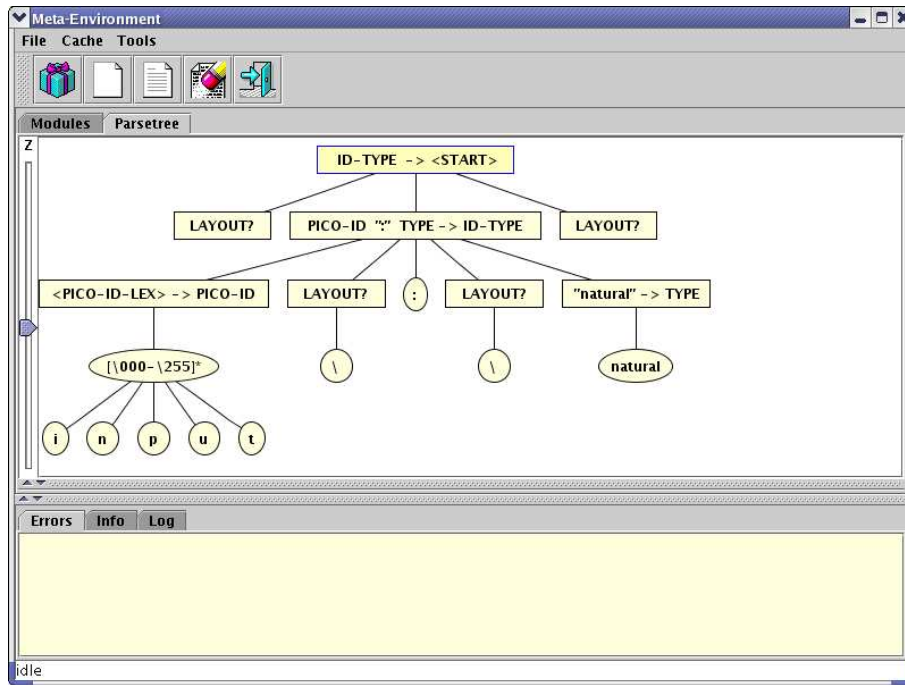 Meta-Environment
File Cache Tools
Modules Parsetree
Z
ID-TYPE -> <START>
LAYOUT? PICO-ID ":" TYPE -> ID-TYPE LAYOUT?
<PICO-ID-LEX> -> PICO-ID LAYOUT? : LAYOUT? "natural" -> TYPE
[\000-\255]* \ \ natural
i n p u t
Errors Info Log
idle